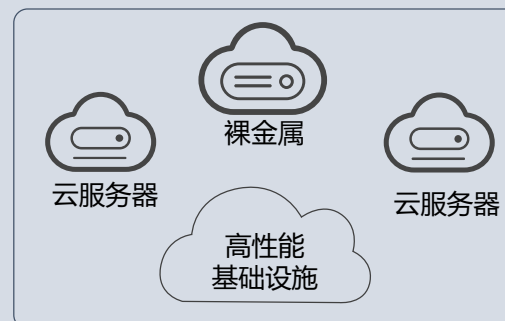 裸金属
云服务器
云服务器
高性能
基础设施